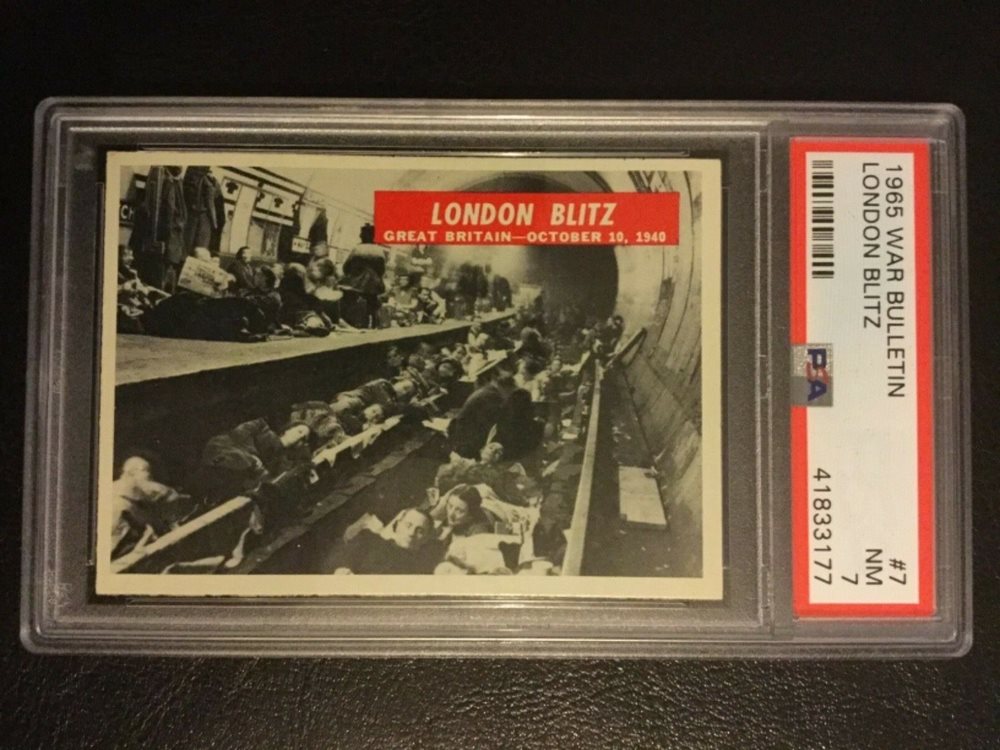 LONDON BLITZ
GREAT BRITAIN—OCTOBER 10, 1940
1965 WAR BULLETIN #7
LONDON BLITZ NM 7
PSA 41833177